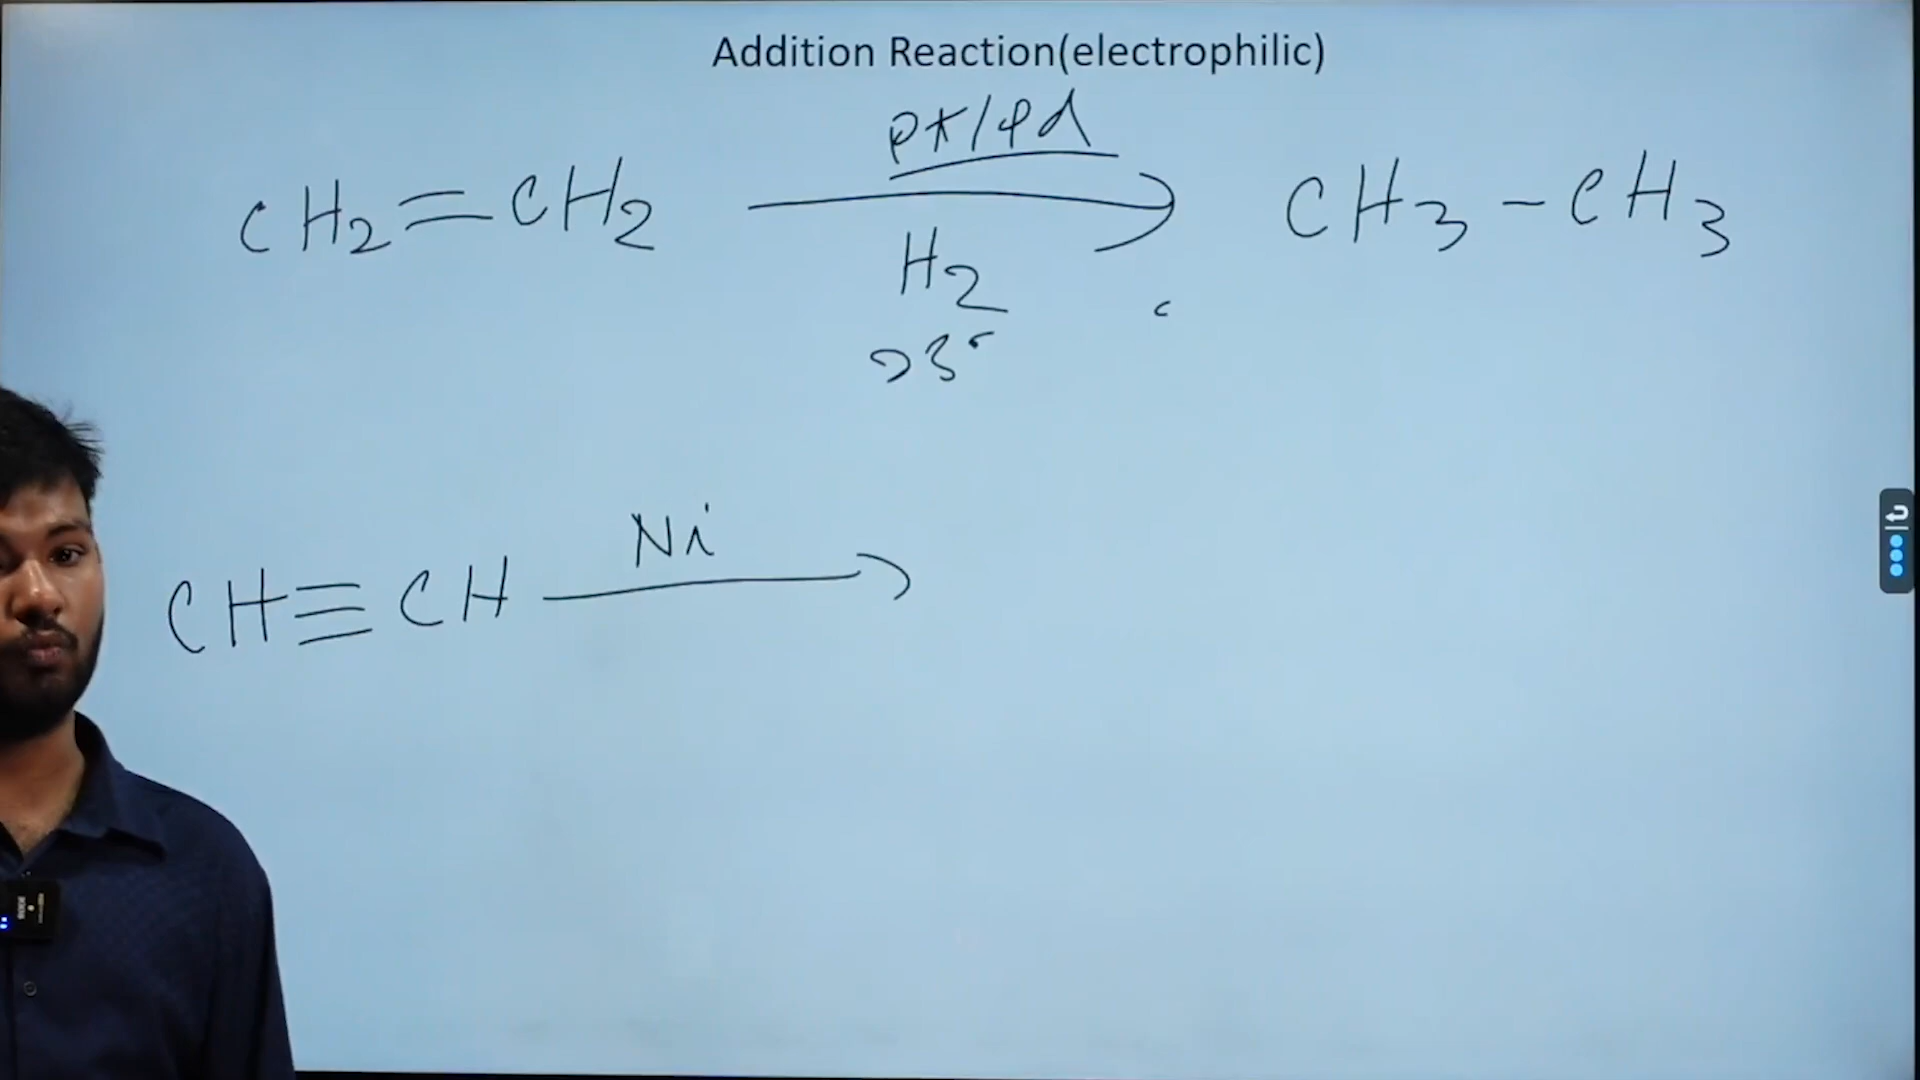 Addition Reaction(electrophilic)
pt/pd
CH2=CH2 → CH3-CH3
H2
Ni
CH≡CH →